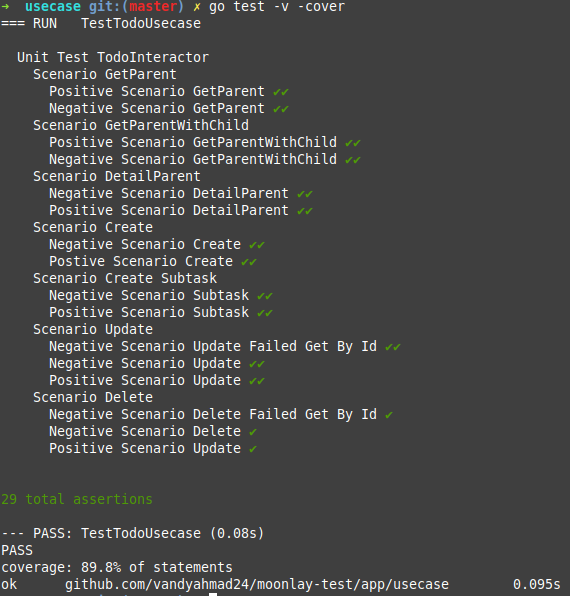 ➜  usecase git:(master) ✗ go test -v -cover
=== RUN   TestTodoUsecase
  Unit Test TodoInteractor
    Scenario GetParent
      Positive Scenario GetParent ✔✔
      Negative Scenario GetParent ✔✔
    Scenario GetParentWithChild
      Positive Scenario GetParentWithChild ✔✔
      Negative Scenario GetParentWithChild ✔✔
    Scenario DetailParent
      Negative Scenario DetailParent ✔✔
      Positive Scenario DetailParent ✔✔
    Scenario Create
      Negative Scenario Create ✔✔
      Postive Scenario Create ✔✔
    Scenario Create Subtask
      Negative Scenario Subtask ✔✔
      Positive Scenario Subtask ✔✔
    Scenario Update
      Negative Scenario Update Failed Get By Id ✔✔
      Negative Scenario Update ✔✔
      Positive Scenario Update ✔✔
    Scenario Delete
      Negative Scenario Delete Failed Get By Id ✔
      Negative Scenario Delete ✔
      Positive Scenario Update ✔
29 total assertions
--- PASS: TestTodoUsecase (0.08s)
PASS
coverage: 89.8% of statements
ok      github.com/vandyahmad24/moonlay-test/app/usecase        0.095s